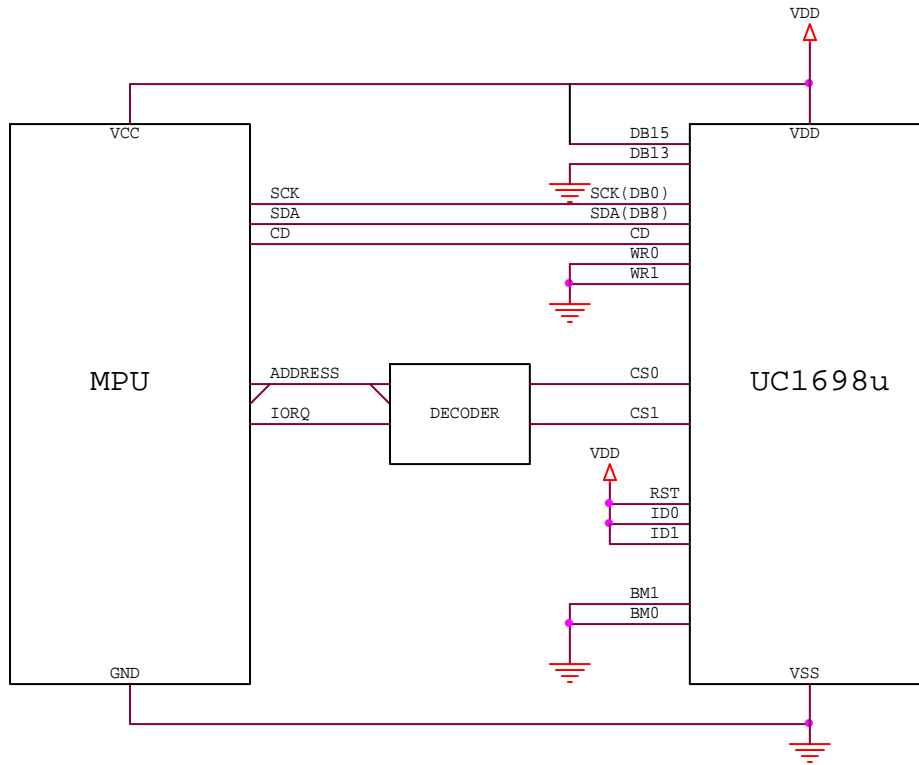 VDD
VCC
VDD
DB15
DB13
SCK
SCK(DB0)
SDA
SDA(DB8)
CD
CD
WR0
WR1
MPU
ADDRESS
CS0
UC1698u
IORQ
DECODER
CS1
VDD
RST
ID0
ID1
BM1
BM0
GND
VSS